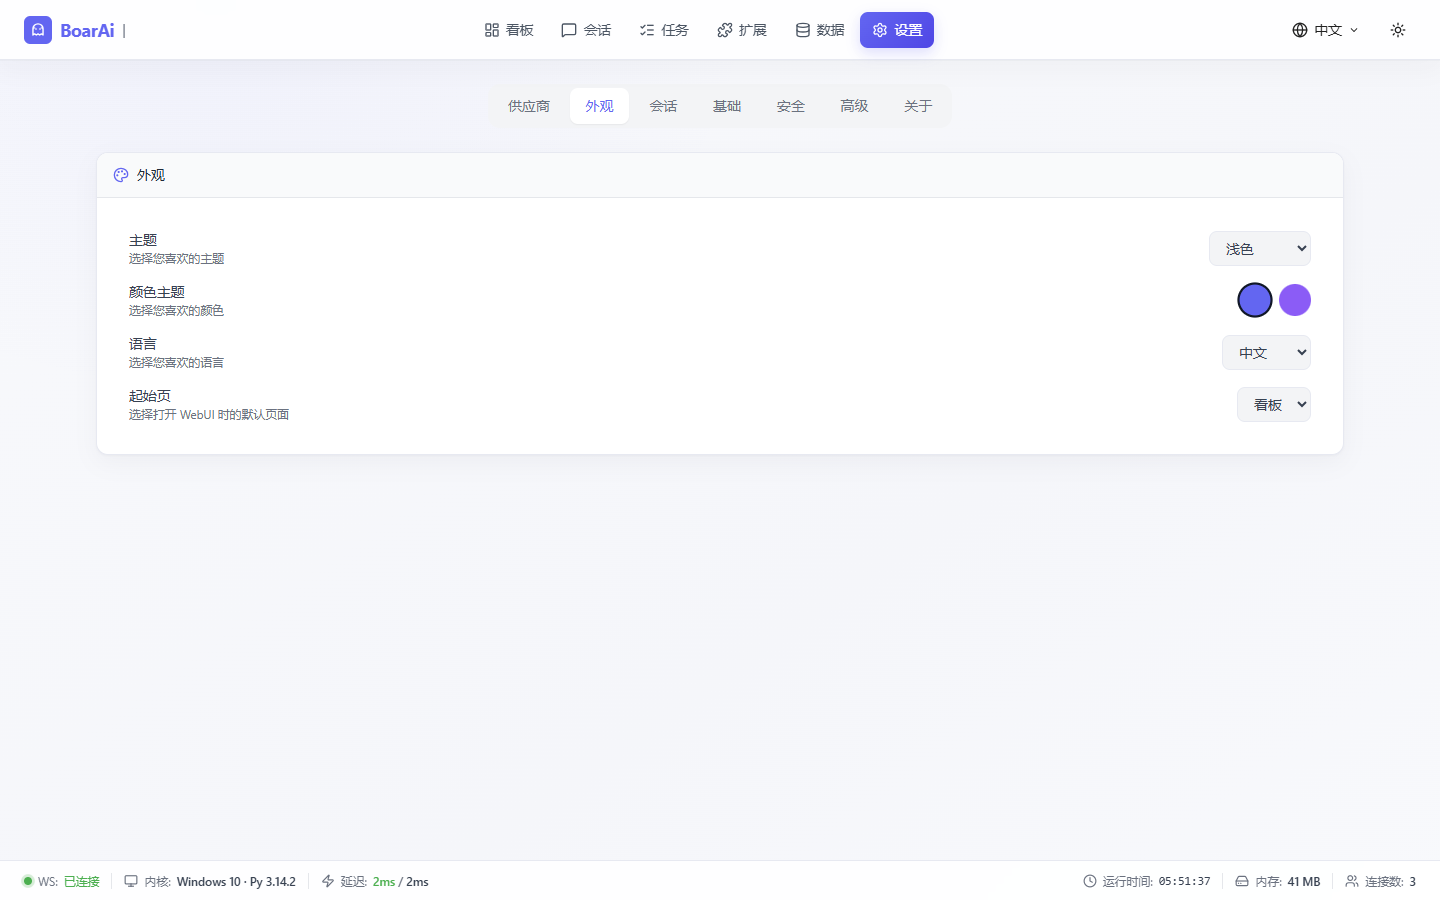 BoarAi |
看板 会话 任务 扩展 数据 设置
中文
供应商 外观 会话 基础 安全 高级 关于
外观
主题
选择您喜欢的主题
浅色
颜色主题
选择您喜欢的颜色
语言
选择您喜欢的语言
中文
起始页
选择打开 WebUI 时的默认页面
看板
WS: 已连接 内核: Windows 10 · Py 3.14.2 延迟: 2ms / 2ms 运行时间: 05:51:37 内存: 41 MB 连接数: 3